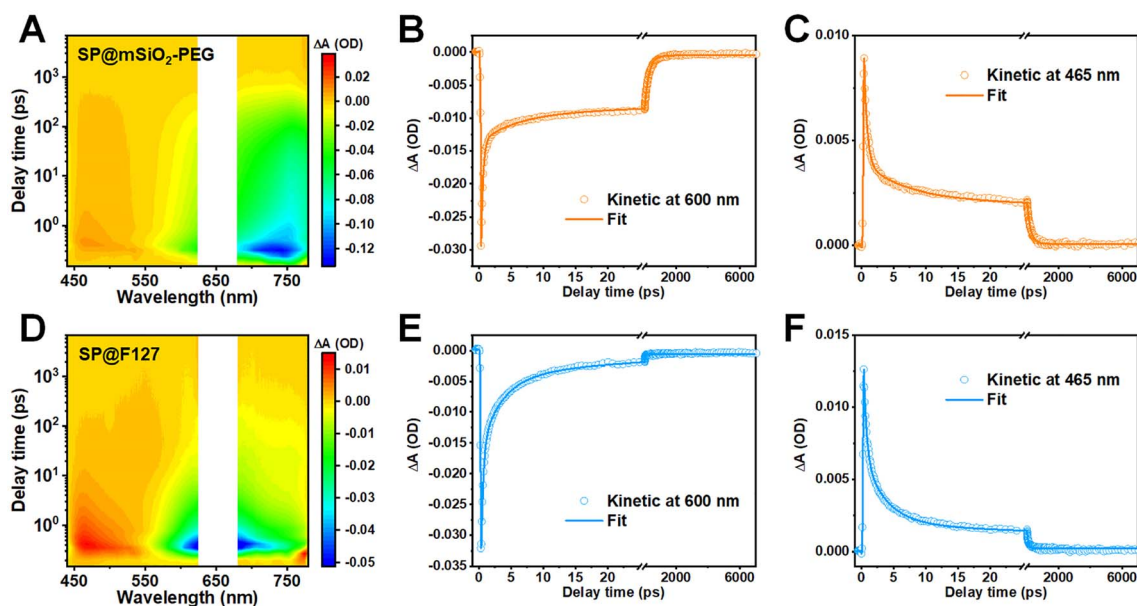 A
SP@mSiO₂-PEG
Delay time (ps)
10³
10²
10¹
10⁰
450
550
650
750
Wavelength (nm)
ΔA (OD)
0.02
0.00
-0.02
-0.04
-0.06
-0.08
-0.10
-0.12
B
ΔA (OD)
0.000
-0.005
-0.010
-0.015
-0.020
-0.025
-0.030
Kinetic at 600 nm
Fit
0
5
10
15
20
2000
6000
Delay time (ps)
C
ΔA (OD)
0.010
0.005
0.000
Kinetic at 465 nm
Fit
0
5
10
15
20
2000
6000
Delay time (ps)
D
SP@F127
Delay time (ps)
10³
10²
10¹
10⁰
450
550
650
750
Wavelength (nm)
ΔA (OD)
0.01
0.00
-0.01
-0.02
-0.03
-0.04
-0.05
E
ΔA (OD)
0.000
-0.005
-0.010
-0.015
-0.020
-0.025
-0.030
-0.035
Kinetic at 600 nm
Fit
0
5
10
15
20
2000
6000
Delay time (ps)
F
ΔA (OD)
0.015
0.010
0.005
0.000
Kinetic at 465 nm
Fit
0
5
10
15
20
2000
6000
Delay time (ps)